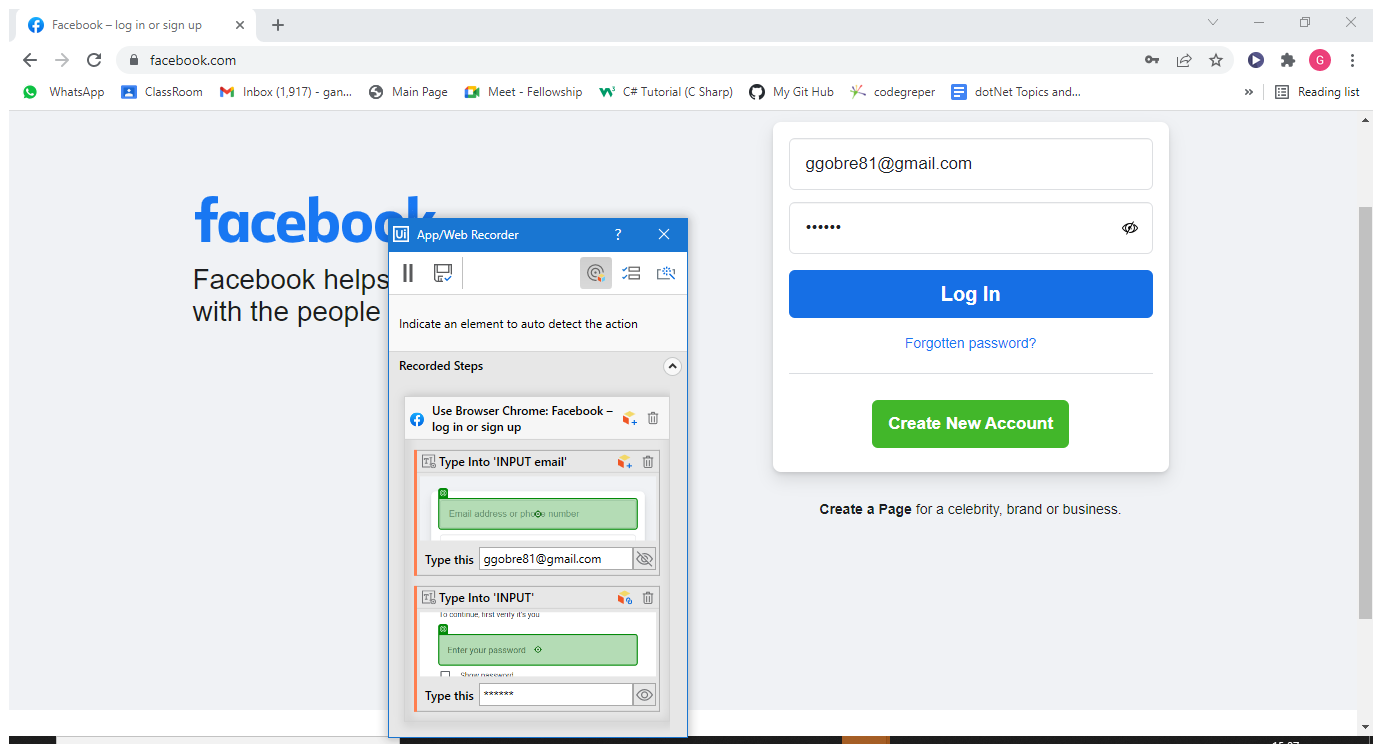 Facebook – log in or sign up
facebook.com
G
WhatsApp
ClassRoom
Inbox (1,917) - gan...
Main Page
Meet - Fellowship
C# Tutorial (C Sharp)
My Git Hub
codegreper
dotNet Topics and...
»
Reading list
facebook
Facebook helps
with the people
ggobre81@gmail.com
••••••
Log In
Forgotten password?
Create New Account
Create a Page for a celebrity, brand or business.
Ui App/Web Recorder ?
Indicate an element to auto detect the action
Recorded Steps
Use Browser Chrome: Facebook –
log in or sign up
Type Into 'INPUT email'
Email address or phone number
Type this ggobre81@gmail.com
Type Into 'INPUT'
To continue, first verify it's you
Enter your password
Show password
Type this ******